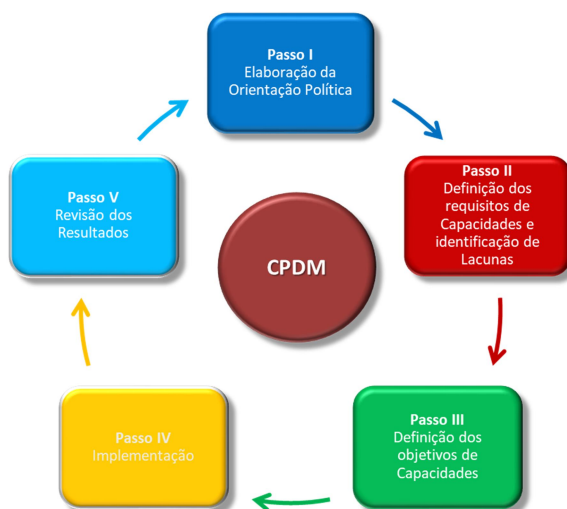 Passo I
Elaboração da
Orientação Política
Passo II
Definição dos
requisitos de
Capacidades e
identificação de
Lacunas
Passo III
Definição dos
objetivos de
Capacidades
Passo IV
Implementação
Passo V
Revisão dos
Resultados
CPDM